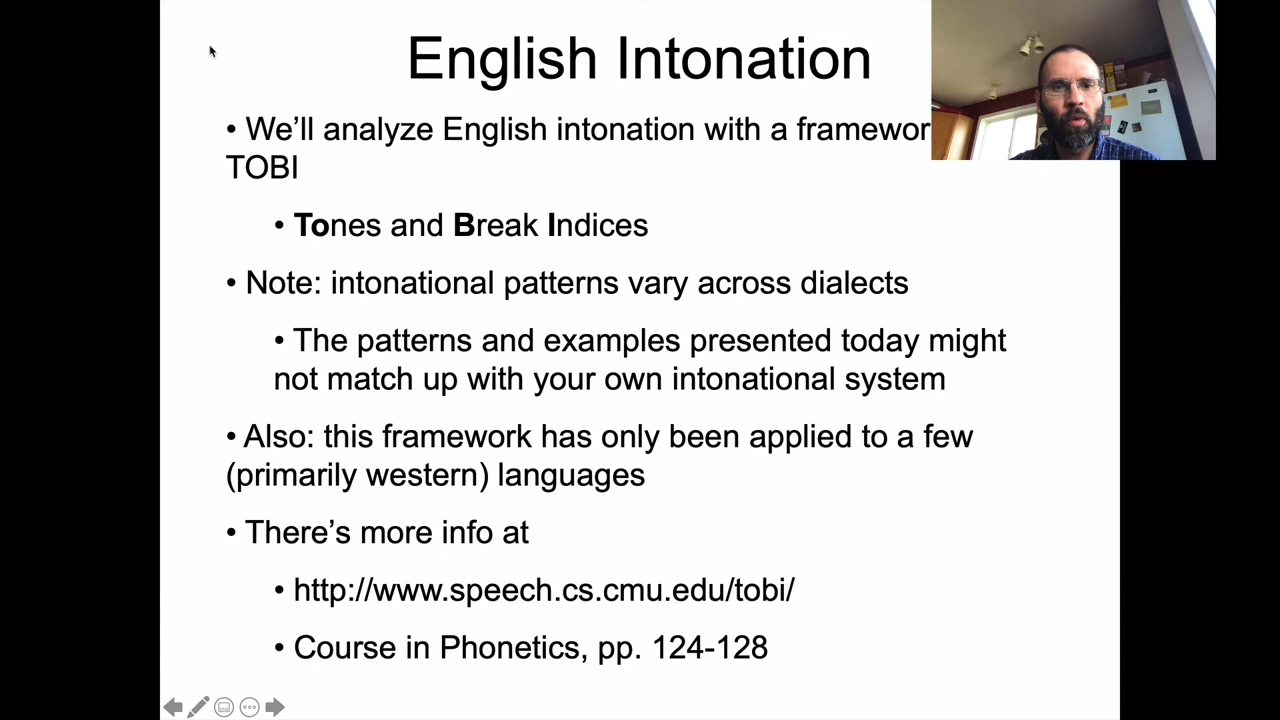 English Intonation
• We'll analyze English intonation with a
TOBI
• Tones and Break Indices
• Note: intonational patterns vary across dialects
• The patterns and examples presented today might
not match up with your own intonational system
• Also: this framework has only been applied to a few
(primarily western) languages
• There's more info at
• http://www.speech.cs.cmu.edu/tobi/
• Course in Phonetics, pp. 124-128